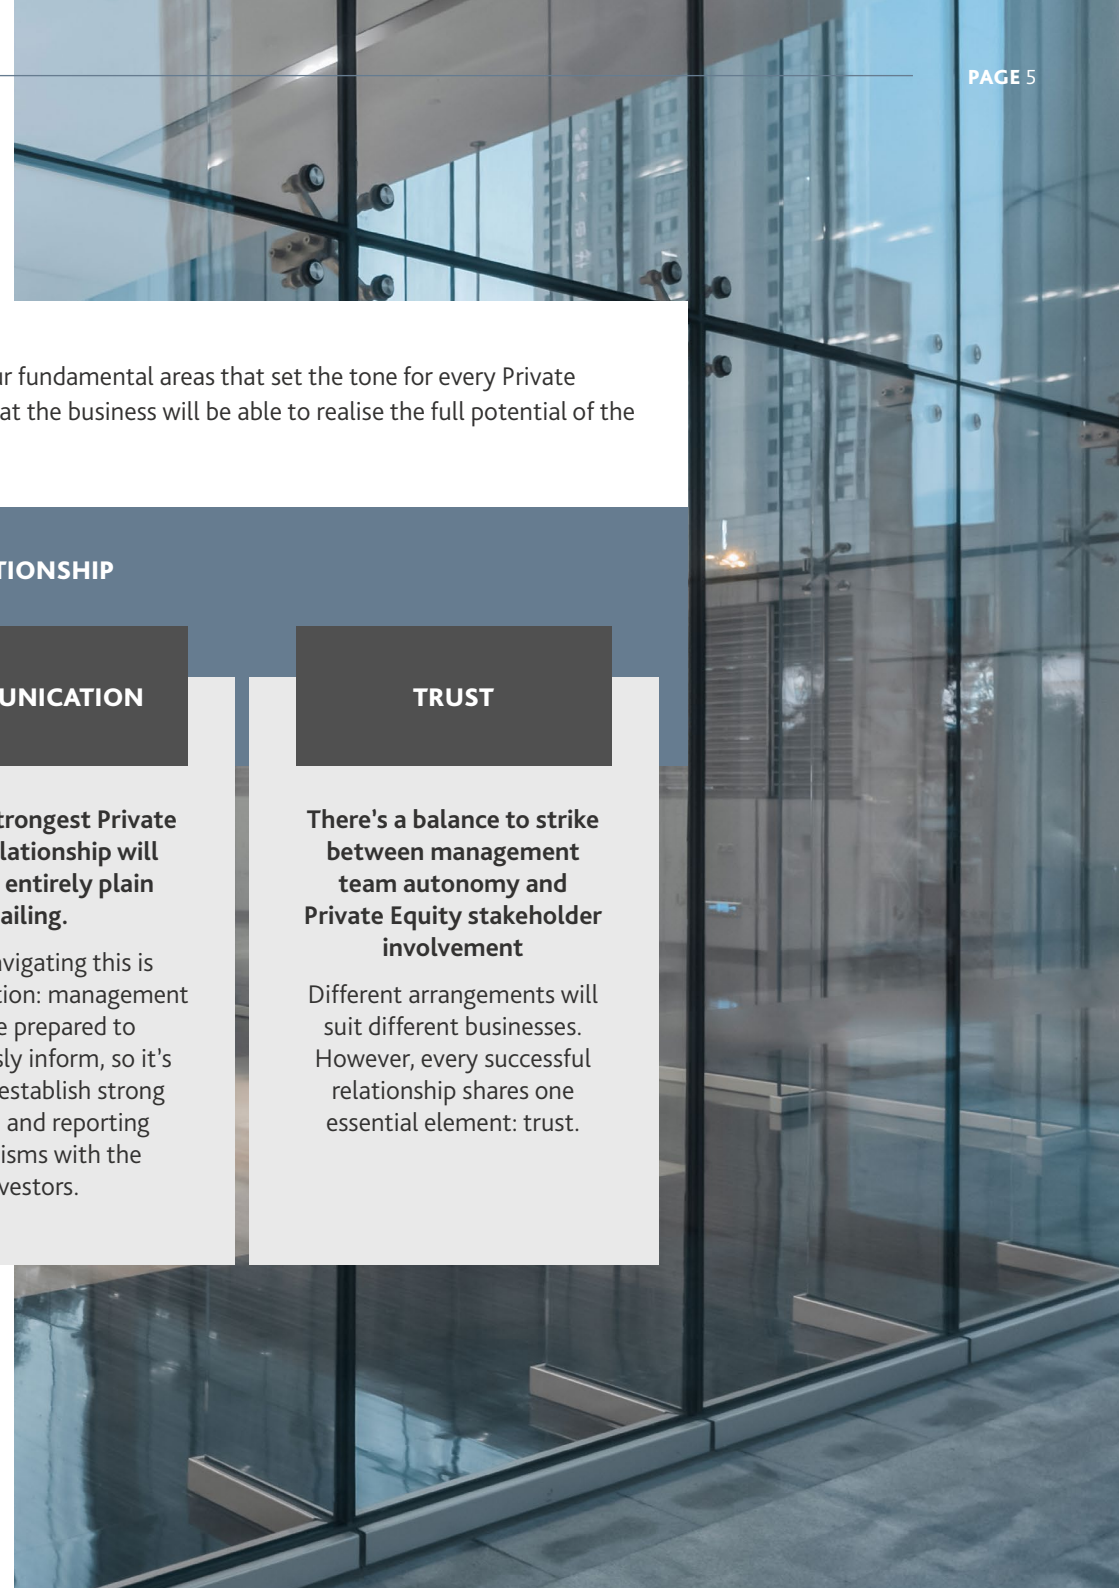 PAGE 5
fundamental areas that set the tone for every Private
at the business will be able to realise the full potential of the
TIONSHIP
UNICATION
trongest Private
lationship will
entirely plain
ailing.
vigating this is
tion: management
e prepared to
sly inform, so it's
establish strong
and reporting
isms with the
vestors.
TRUST
There's a balance to strike
between management
team autonomy and
Private Equity stakeholder
involvement
Different arrangements will
suit different businesses.
However, every successful
relationship shares one
essential element: trust.